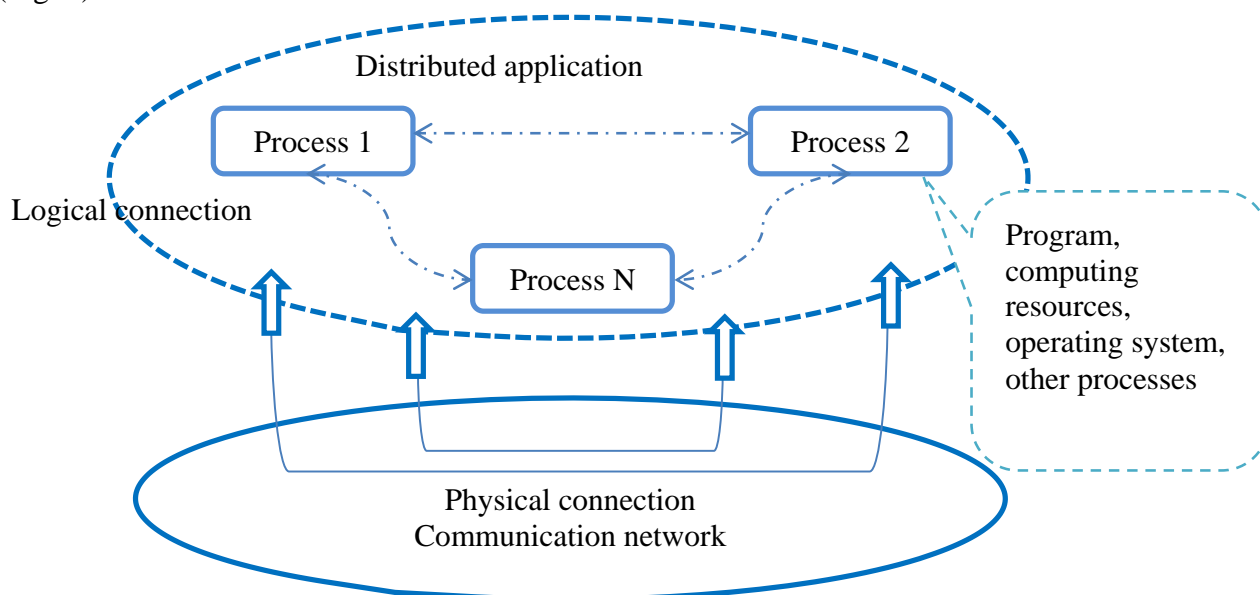 Distributed application
Process 1
Process 2
Logical connection
Process N
Program,
computing
resources,
operating system,
other processes
Physical connection
Communication network